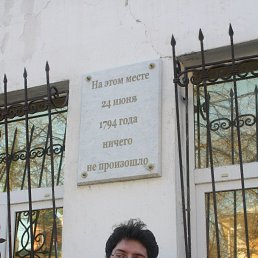 На этом месте
24 июня
1794 года
ничего
не произошло